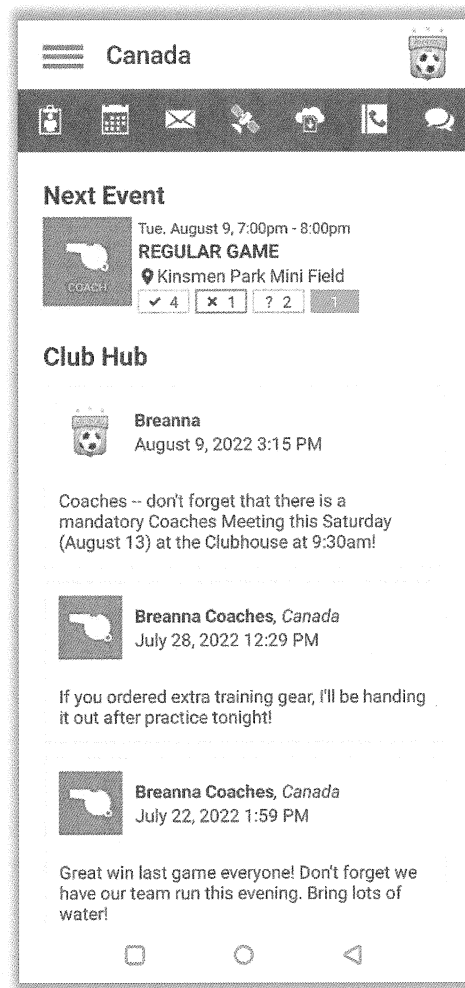 Canada
Next Event
Tue. August 9, 7:00pm - 8:00pm
REGULAR GAME
Kinsmen Park Mini Field
COACH
✔ 4 ✖ 1 ? 2 1
Club Hub
Breanna
August 9, 2022 3:15 PM
Coaches -- don't forget that there is a
mandatory Coaches Meeting this Saturday
(August 13) at the Clubhouse at 9:30am!
Breanna Coaches, Canada
July 28, 2022 12:29 PM
If you ordered extra training gear, I'll be handing
it out after practice tonight!
Breanna Coaches, Canada
July 22, 2022 1:59 PM
Great win last game everyone! Don't forget we
have our team run this evening. Bring lots of
water!